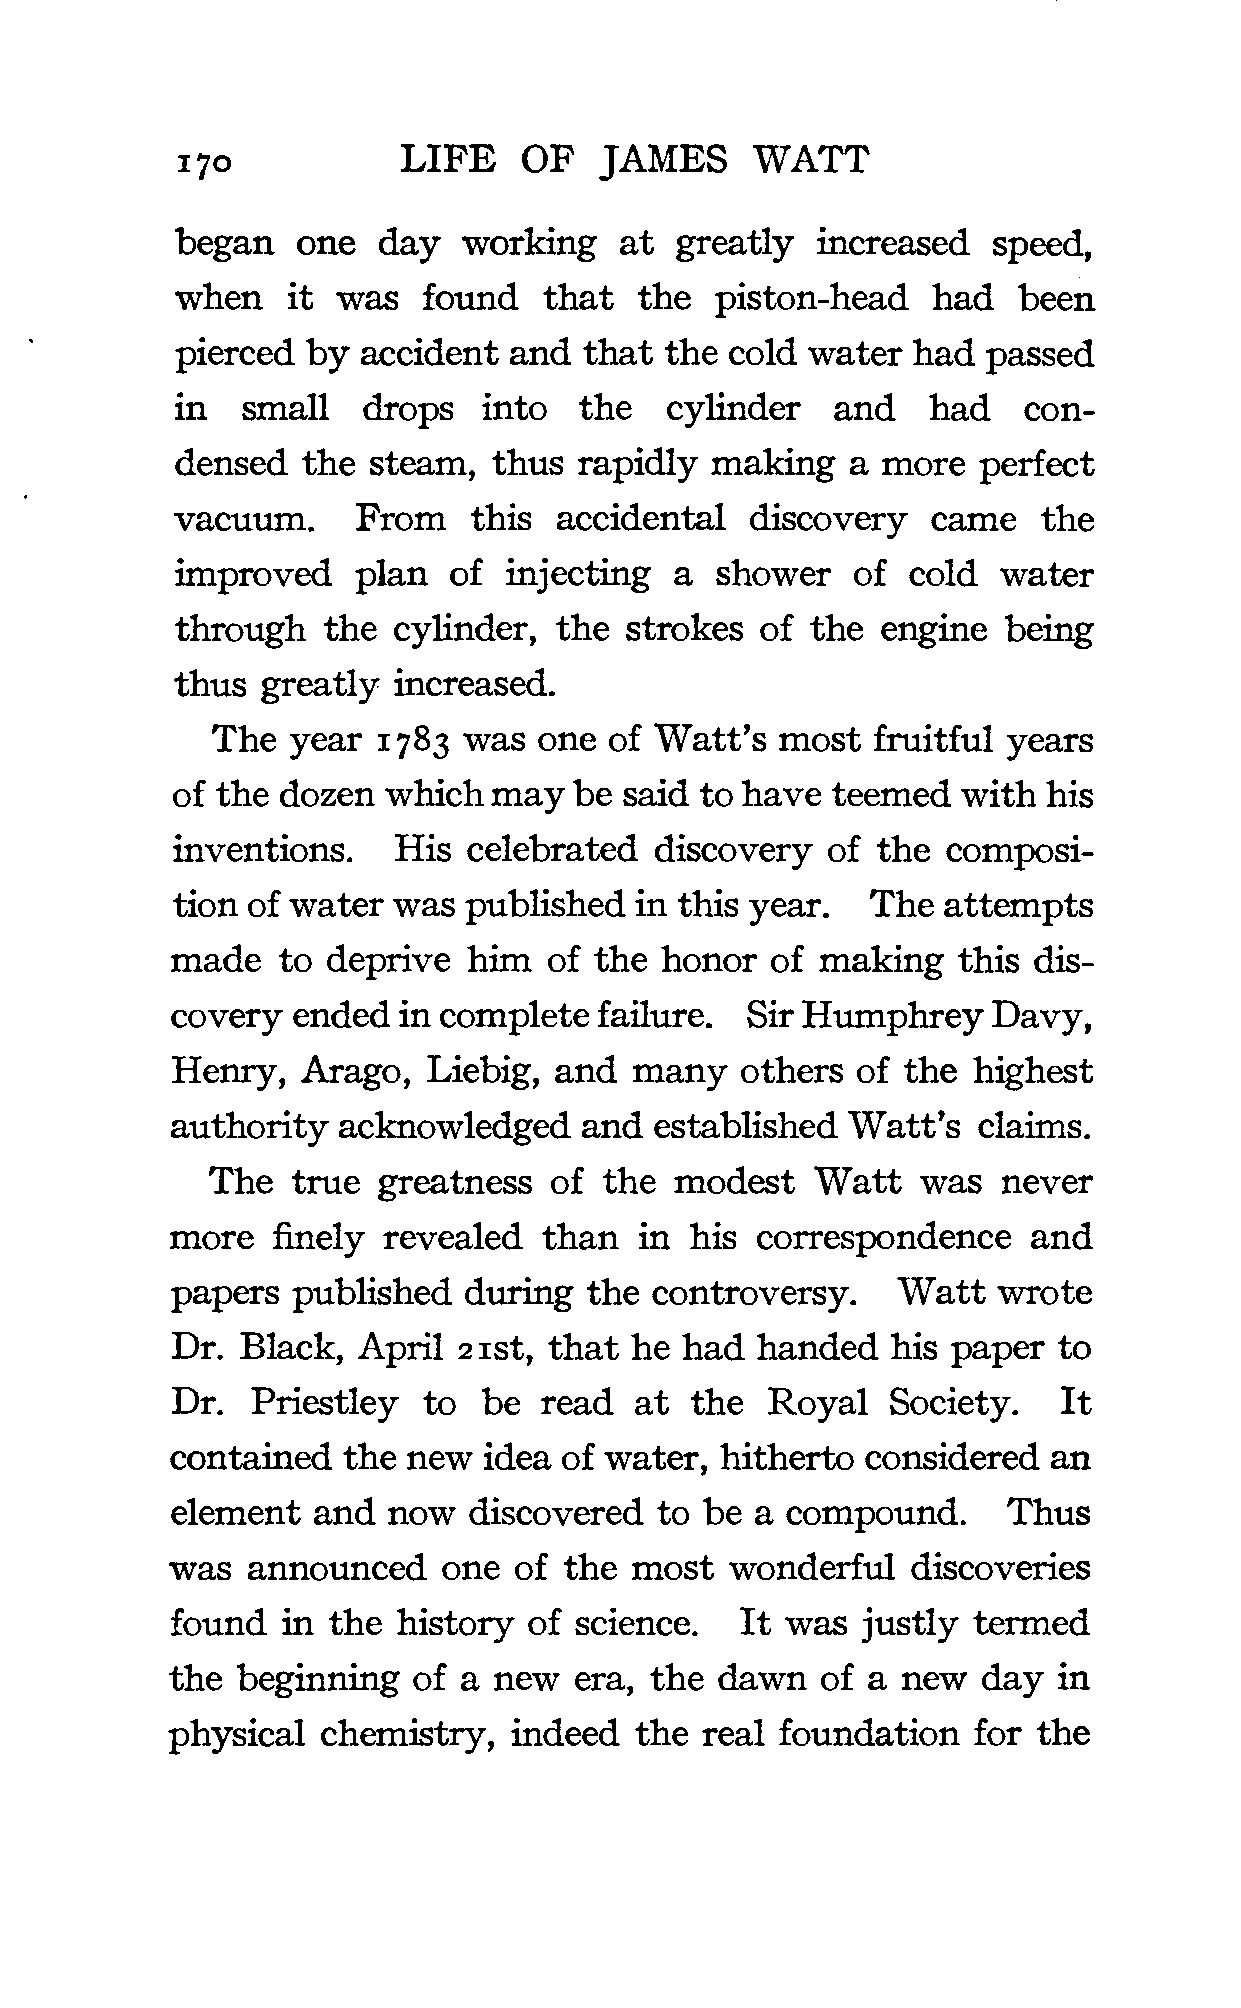 170 LIFE OF JAMES WATT
began one day working at greatly increased speed,
when it was found that the piston-head had been
pierced by accident and that the cold water had passed
in small drops into the cylinder and had con-
densed the steam, thus rapidly making a more perfect
vacuum. From this accidental discovery came the
improved plan of injecting a shower of cold water
through the cylinder, the strokes of the engine being
thus greatly increased.
The year 1783 was one of Watt's most fruitful years
of the dozen which may be said to have teemed with his
inventions. His celebrated discovery of the composi-
tion of water was published in this year. The attempts
made to deprive him of the honor of making this dis-
covery ended in complete failure. Sir Humphrey Davy,
Henry, Arago, Liebig, and many others of the highest
authority acknowledged and established Watt's claims.
The true greatness of the modest Watt was never
more finely revealed than in his correspondence and
papers published during the controversy. Watt wrote
Dr. Black, April 21st, that he had handed his paper to
Dr. Priestley to be read at the Royal Society. It
contained the new idea of water, hitherto considered an
element and now discovered to be a compound. Thus
was announced one of the most wonderful discoveries
found in the history of science. It was justly termed
the beginning of a new era, the dawn of a new day in
physical chemistry, indeed the real foundation for the